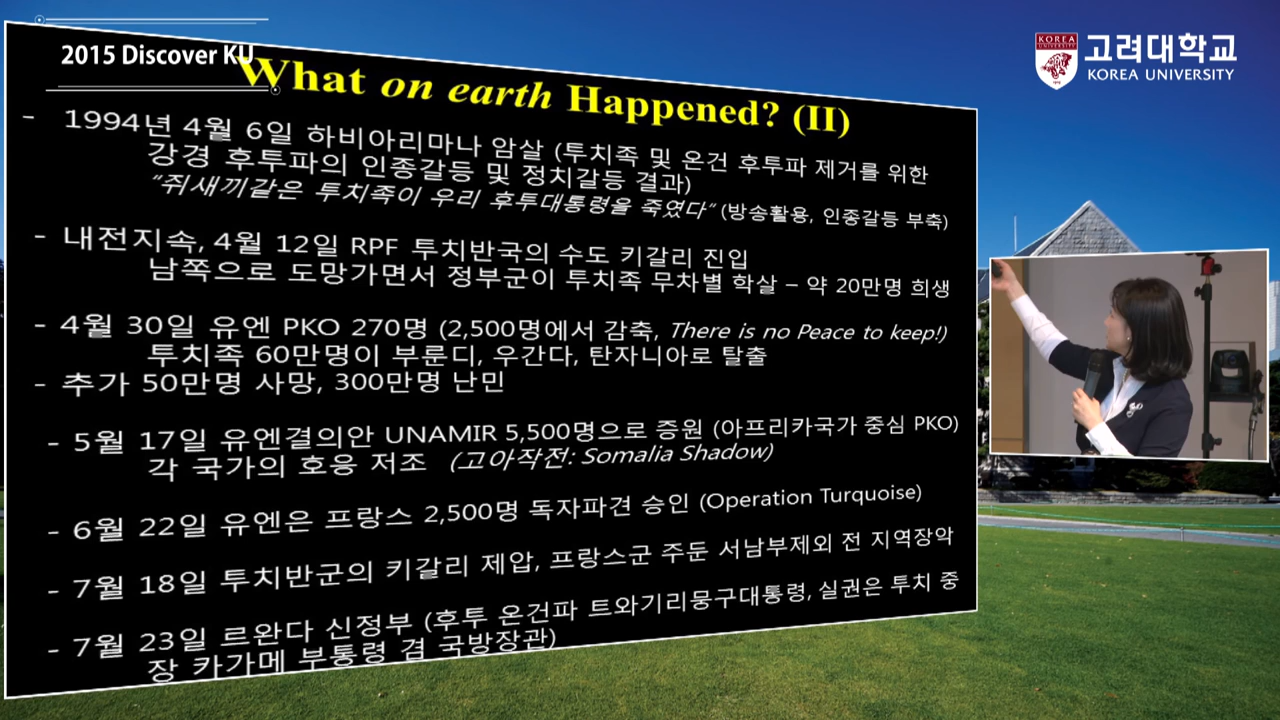 2015 Discover KU
고려대학교
KOREA UNIVERSITY
KOREA
UNIVERSITY
What on earth Happened? (II)
- 1994년 4월 6일 하비아리마나 암살 (투치족 및 온건 후투파 제거를 위한
강경 후투파의 인종갈등 및 정치갈등 결과)
“쥐새끼같은 투치족이 우리 후투대통령을 죽였다” (방송활용, 인종갈등 부축)
- 내전지속, 4월 12일 RPF 투치반국의 수도 키갈리 진입
남쪽으로 도망가면서 정부군이 투치족 무차별 학살 – 약 20만명 희생
- 4월 30일 유엔 PKO 270명 (2,500명에서 감축, There is no Peace to keep!)
투치족 60만명이 부룬디, 우간다, 탄자니아로 탈출
- 추가 50만명 사망, 300만명 난민
- 5월 17일 유엔결의안 UNAMIR 5,500명으로 증원 (아프리카국가 중심 PKO)
각 국가의 호응 저조 (고아작전: Somalia Shadow)
- 6월 22일 유엔은 프랑스 2,500명 독자파견 승인 (Operation Turquoise)
- 7월 18일 투치반군의 키갈리 제압, 프랑스군 주둔 서남부제외 전 지역장악
- 7월 23일 르완다 신정부 (후투 온건파 트와기리뭉구대통령, 실권은 투치 중
장 카가메 부통령 겸 국방장관)